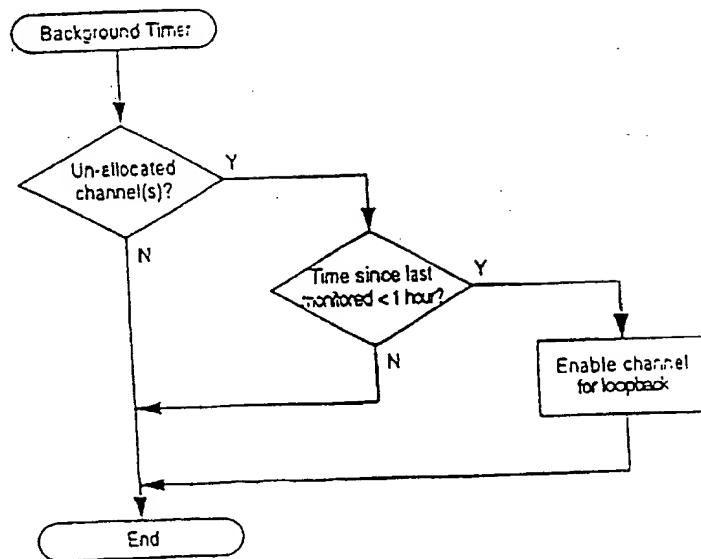 Background Timer
Un-allocated
channel(s)?
Y
N
Time since last
monitored < 1 hour?
Y
N
Enable channel
for loopback
End